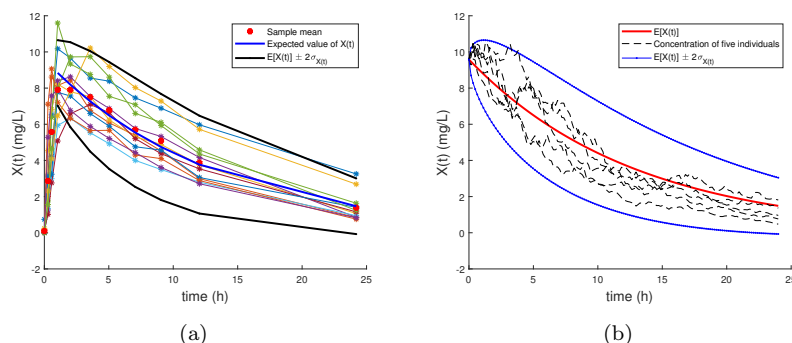 12
10
8
6
4
2
0
-2
X(t) (mg/L)
0 5 10 15 20 25
time (h)
Sample mean
Expected value of X(t)
E[X(t)] ± 2σX(t)
(a)
12
10
8
6
4
2
0
-2
X(t) (mg/L)
0 5 10 15 20 25
time (h)
E[X(t)]
Concentration of five individuals
E[X(t)] ± 2σX(t)
(b)